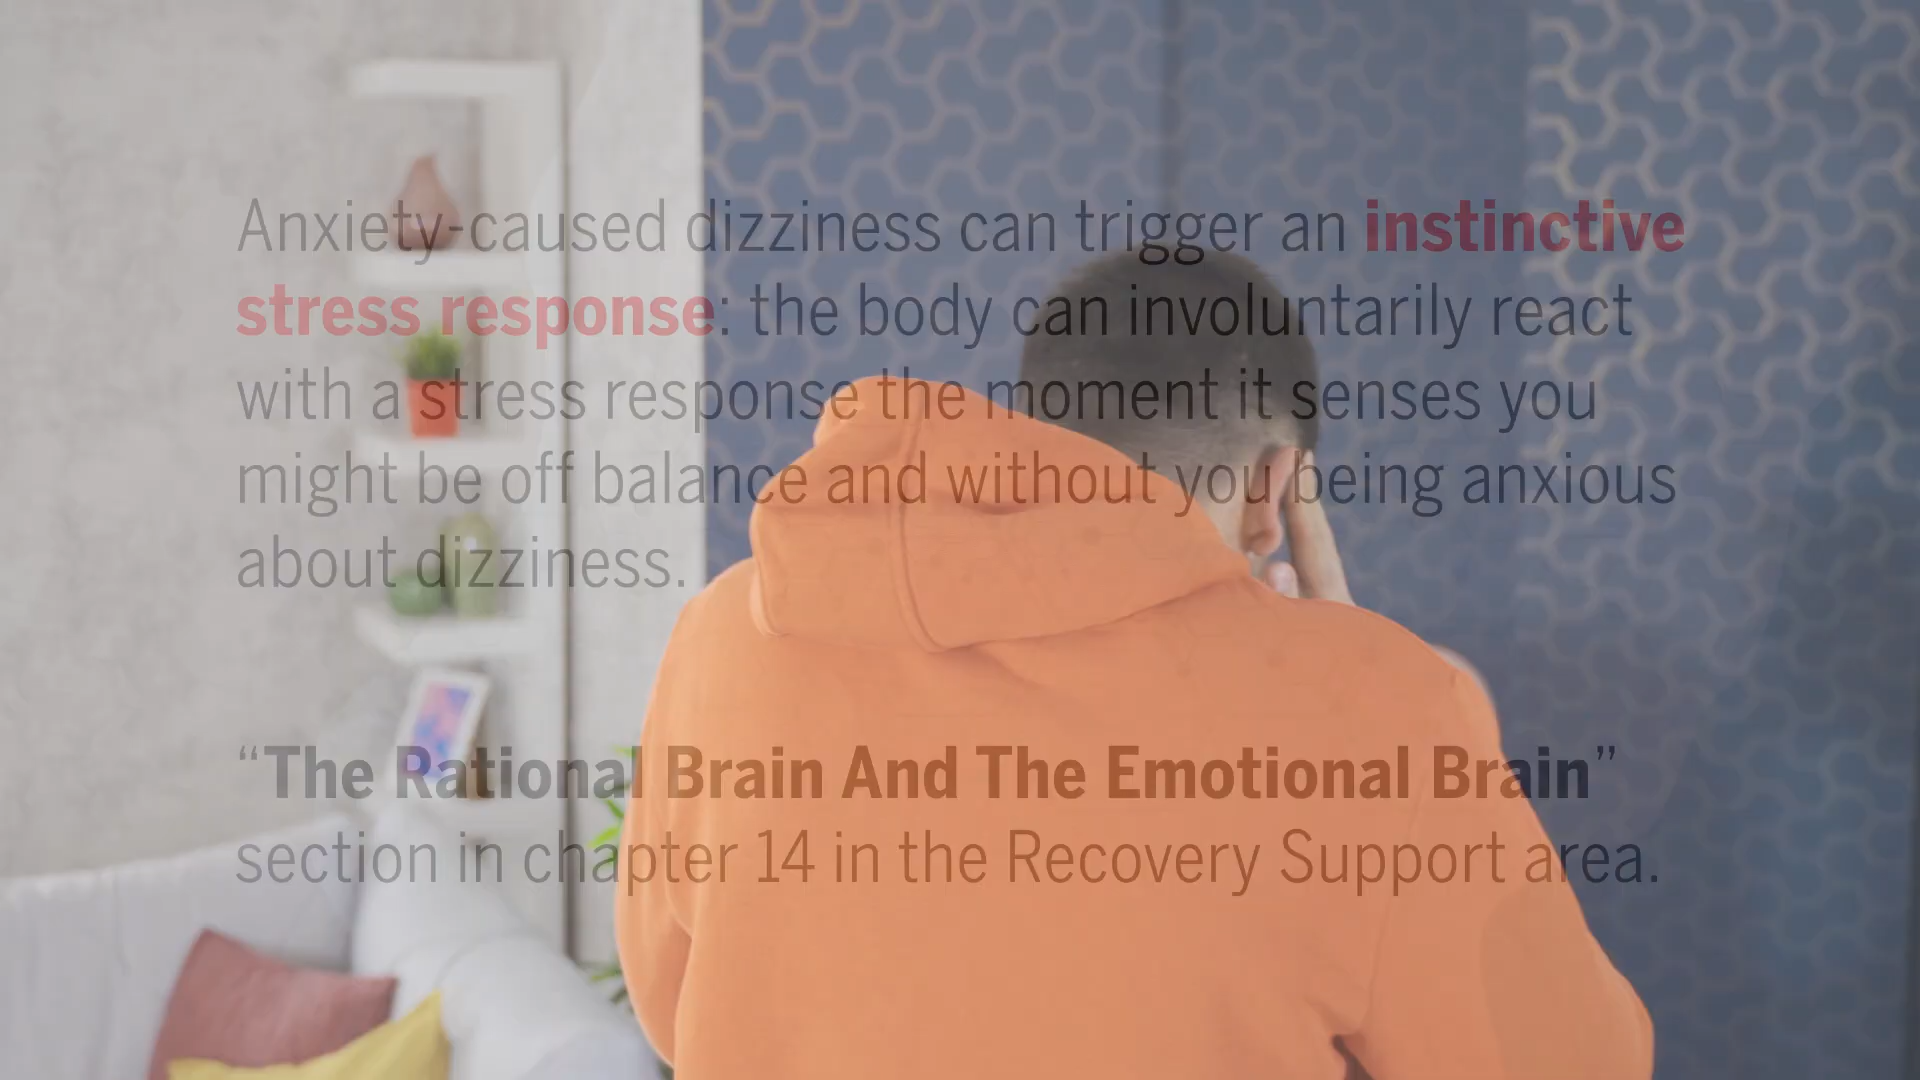 Anxiety-caused dizziness can trigger an instinctive
stress response: the body can involuntarily react
with a stress response the moment it senses you
might be off balance and without you being anxious
about dizziness.
“The Rational Brain And The Emotional Brain”
section in chapter 14 in the Recovery Support area.